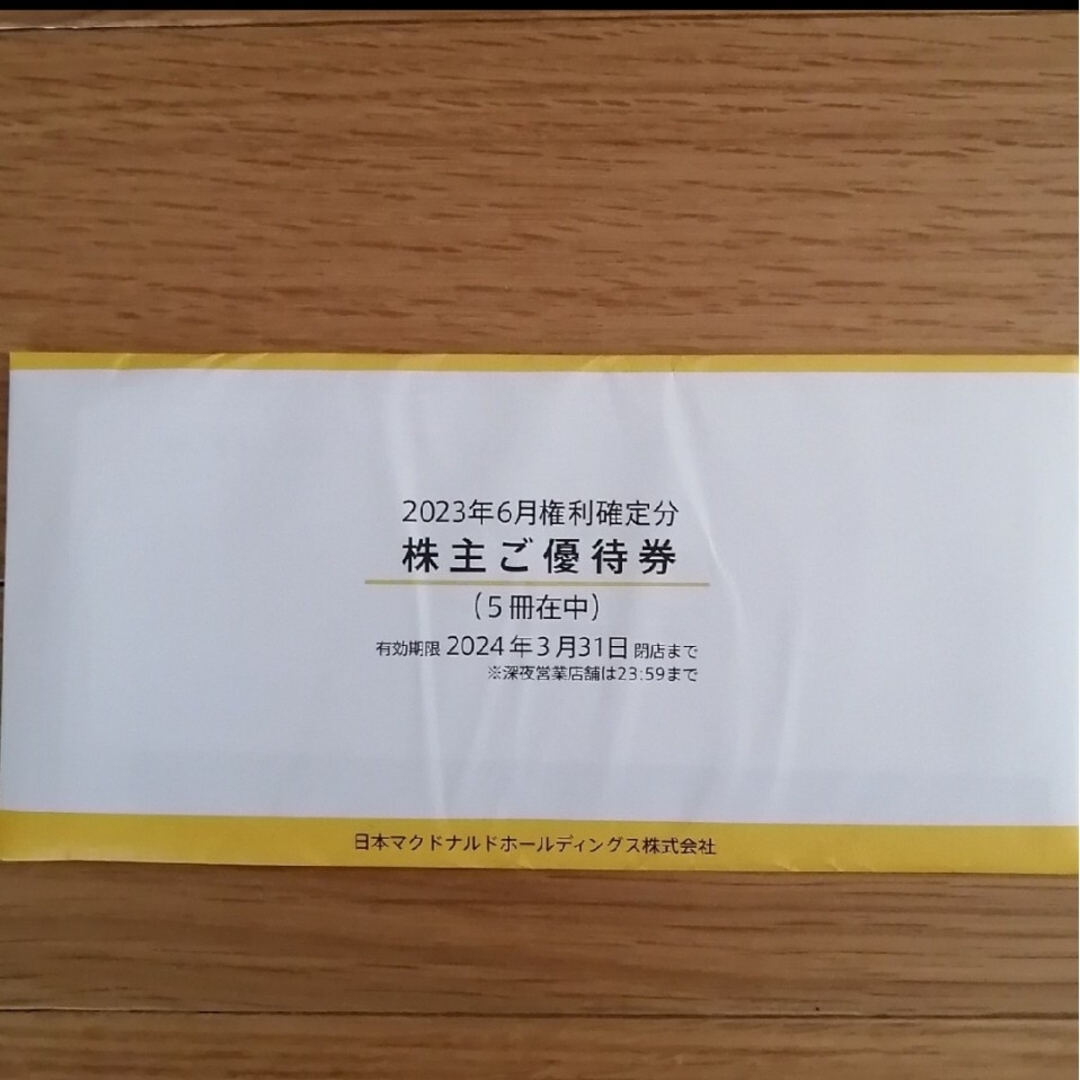 2023年6月権利確定分
株主ご優待券
（5冊在中）
有効期限 2024年3月31日 閉店まで
※深夜営業店舗は23:59まで
日本マクドナルドホールディングス株式会社